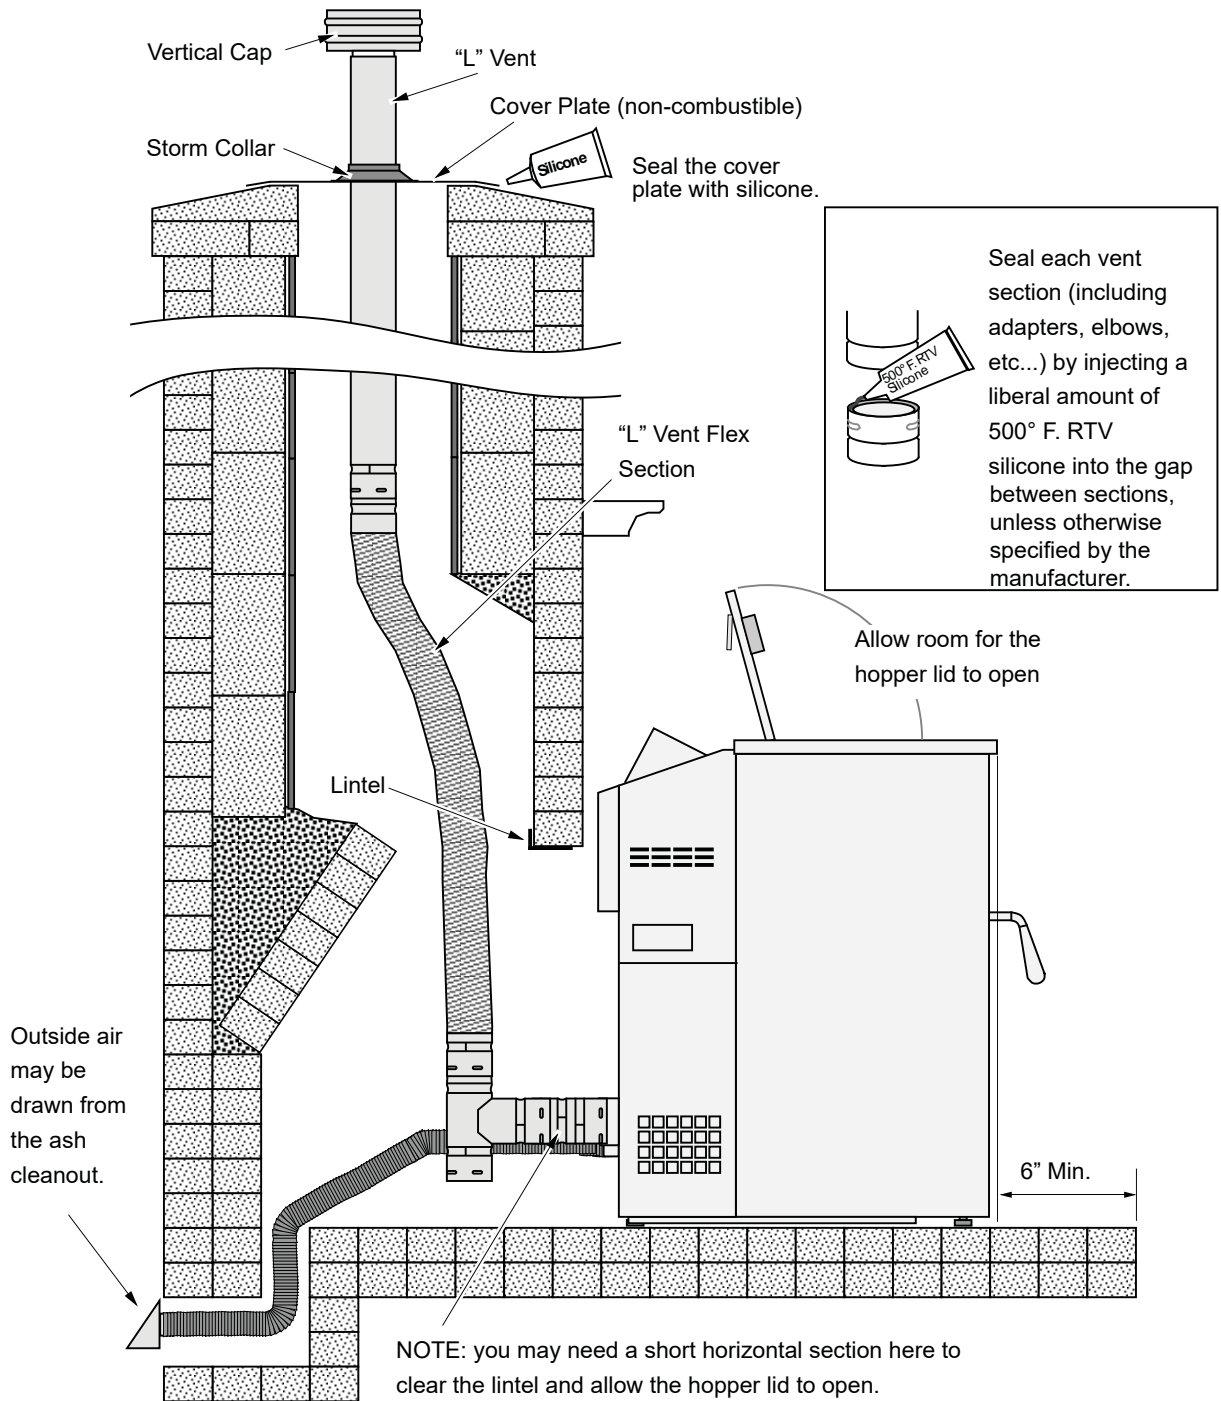 Vertical Cap
“L” Vent
Cover Plate (non-combustible)
Storm Collar
Silicone
Seal the cover
plate with silicone.
Seal each vent
section (including
adapters, elbows,
etc...) by injecting a
liberal amount of
500° F. RTV
silicone into the gap
between sections,
unless otherwise
specified by the
manufacturer.
500° F. RTV
Silicone
“L” Vent Flex
Section
Allow room for the
hopper lid to open
Lintel
Outside air
may be
drawn from
the ash
cleanout.
6” Min.
NOTE: you may need a short horizontal section here to
clear the lintel and allow the hopper lid to open.